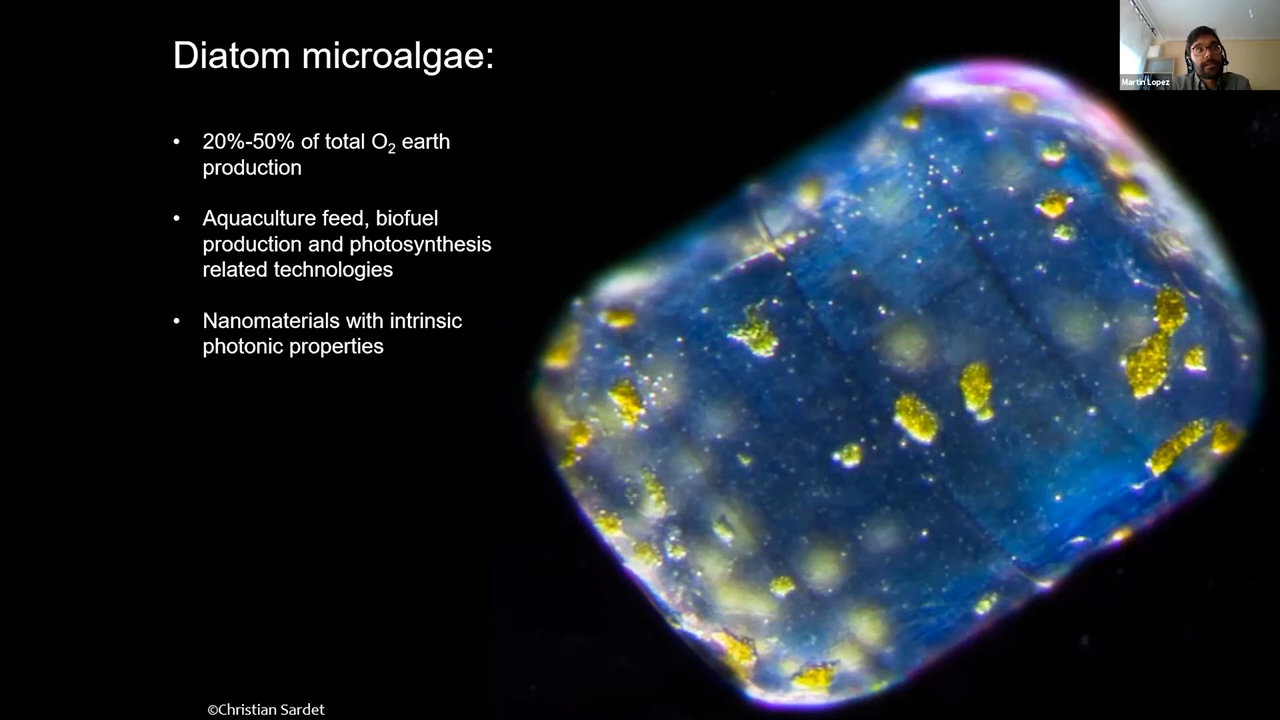 Diatom microalgae:
• 20%-50% of total O₂ earth
production
• Aquaculture feed, biofuel
production and photosynthesis
related technologies
• Nanomaterials with intrinsic
photonic properties
©Christian Sardet
Martin Lopez